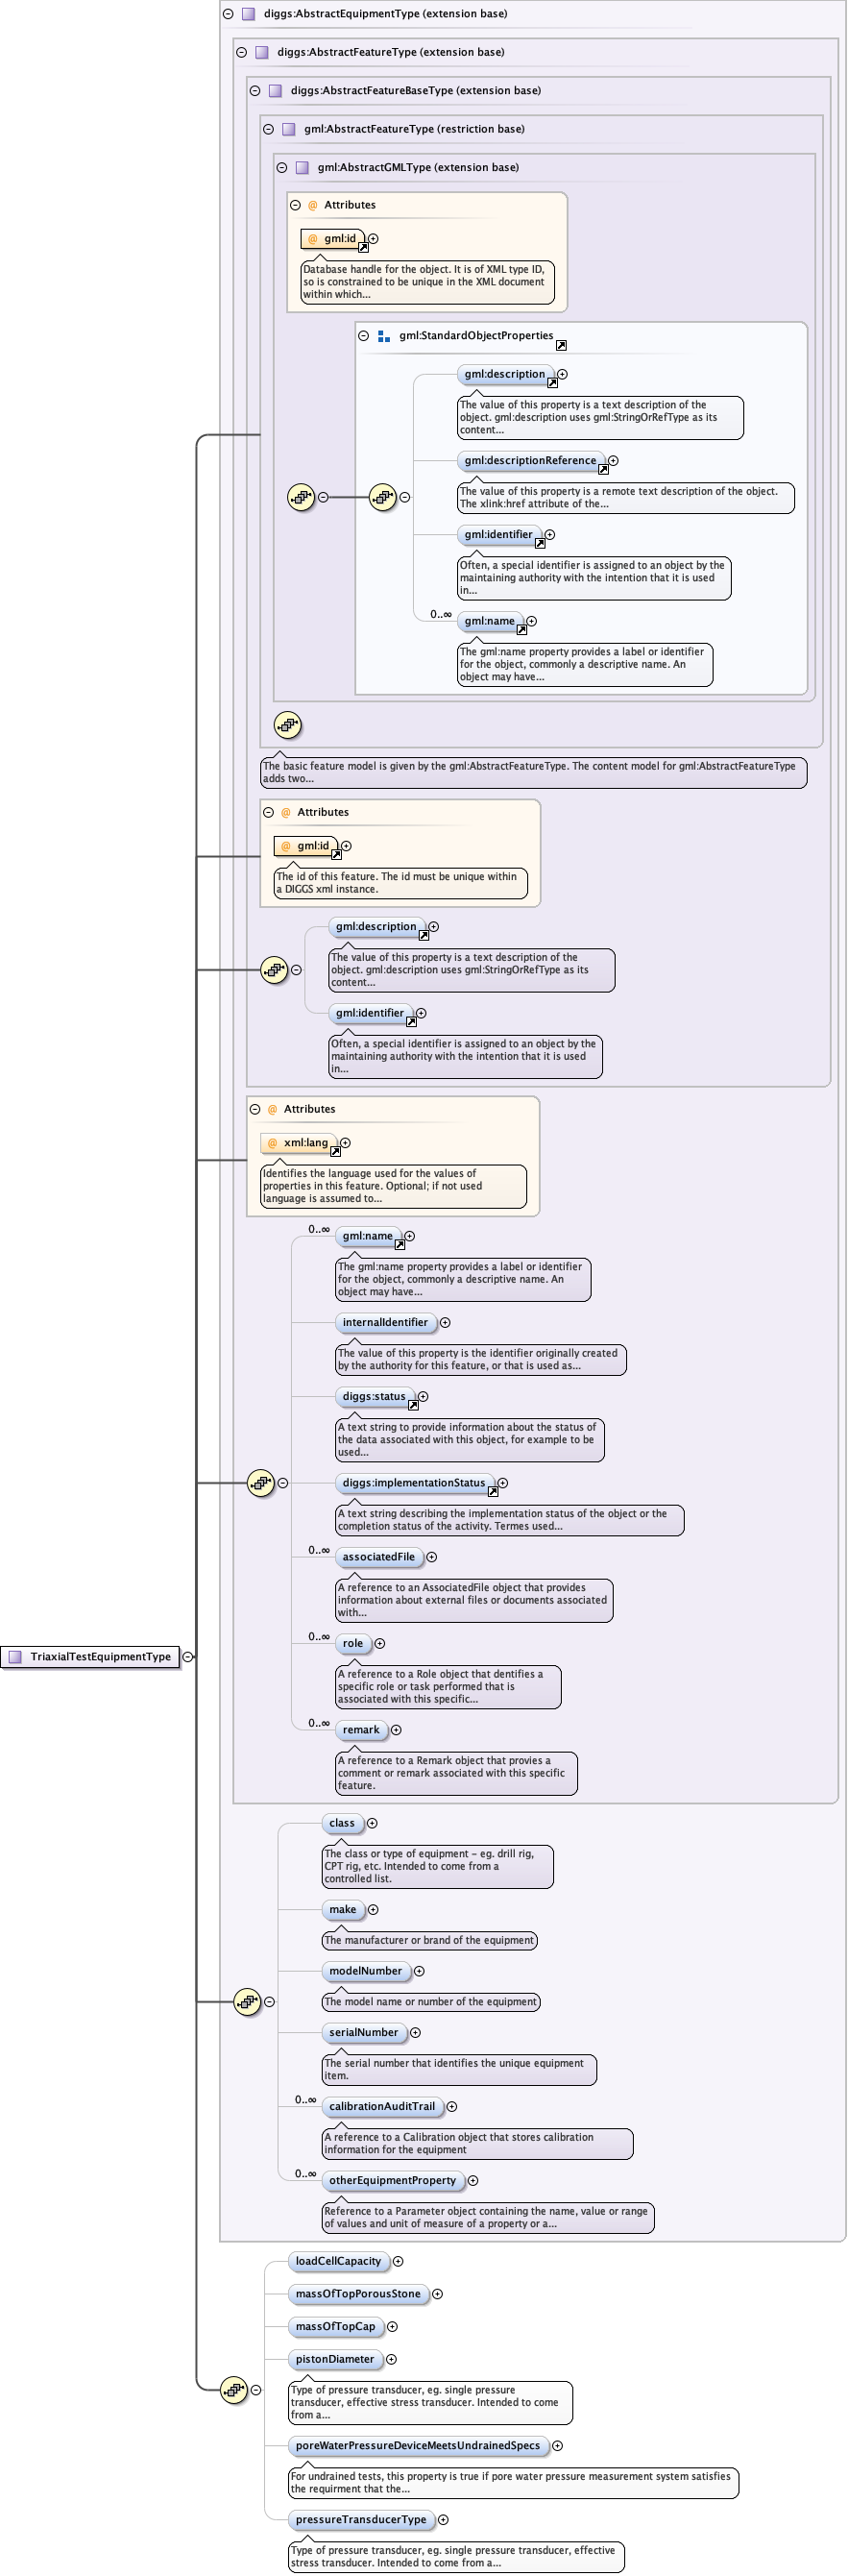 diggs:AbstractEquipmentType (extension base)
diggs:AbstractFeatureType (extension base)
diggs:AbstractFeatureBaseType (extension base)
gml:AbstractFeatureType (restriction base)
gml:AbstractGMLType (extension base)
@ Attributes
@ gml:id
Database handle for the object. It is of XML type ID,
so is constrained to be unique in the XML document
within which...
gml:StandardObjectProperties
gml:description
The value of this property is a text description of the
object. gml:description uses gml:StringOrRefType as its
content...
gml:descriptionReference
The value of this property is a remote text description of the object.
The xlink:href attribute of the...
gml:identifier
Often, a special identifier is assigned to an object by the
maintaining authority with the intention that it is used
in...
0..∞
gml:name
The gml:name property provides a label or identifier
for the object, commonly a descriptive name. An
object may have...
The basic feature model is given by the gml:AbstractFeatureType. The content model for gml:AbstractFeatureType
adds two...
@ Attributes
@ gml:id
The id of this feature. The id must be unique within
a DIGGS xml instance.
gml:description
The value of this property is a text description of the
object. gml:description uses gml:StringOrRefType as its
content...
gml:identifier
Often, a special identifier is assigned to an object by the
maintaining authority with the intention that it is used
in...
@ Attributes
@ xml:lang
Identifies the language used for the values of
properties in this feature. Optional; if not used
language is assumed to...
0..∞
gml:name
The gml:name property provides a label or identifier
for the object, commonly a descriptive name. An
object may have...
internalIdentifier
The value of this property is the identifier originally created
by the authority for this feature, or that is used as...
diggs:status
A text string to provide information about the status of
the data associated with this object, for example to be
used...
diggs:implementationStatus
A text string describing the implementation status of the object or the
completion status of the activity. Termes used...
0..∞
associatedFile
A reference to an AssociatedFile object that provides
information about external files or documents associated
with...
0..∞
role
A reference to a Role object that dentifies a
specific role or task performed that is
associated with this specific...
TriaxialTestEquipmentType
0..∞
remark
A reference to a Remark object that provies a
comment or remark associated with this specific
feature.
class
The class or type of equipment - eg. drill rig,
CPT rig, etc. Intended to come from a
controlled list.
make
The manufacturer or brand of the equipment
modelNumber
The model name or number of the equipment
serialNumber
The serial number that identifies the unique equipment
item.
0..∞
calibrationAuditTrail
A reference to a Calibration object that stores calibration
information for the equipment
0..∞
otherEquipmentProperty
Reference to a Parameter object containing the name, value or range
of values and unit of measure of a property or a...
loadCellCapacity
massOfTopPorousStone
massOfTopCap
pistonDiameter
Type of pressure transducer, eg. single pressure
transducer, effective stress transducer. Intended to come
from a...
poreWaterPressureDeviceMeetsUndrainedSpecs
For undrained tests, this property is true if pore water pressure measurement system satisfies
the requirment that the...
pressureTransducerType
Type of pressure transducer, eg. single pressure transducer, effective
stress transducer. Intended to come from a...